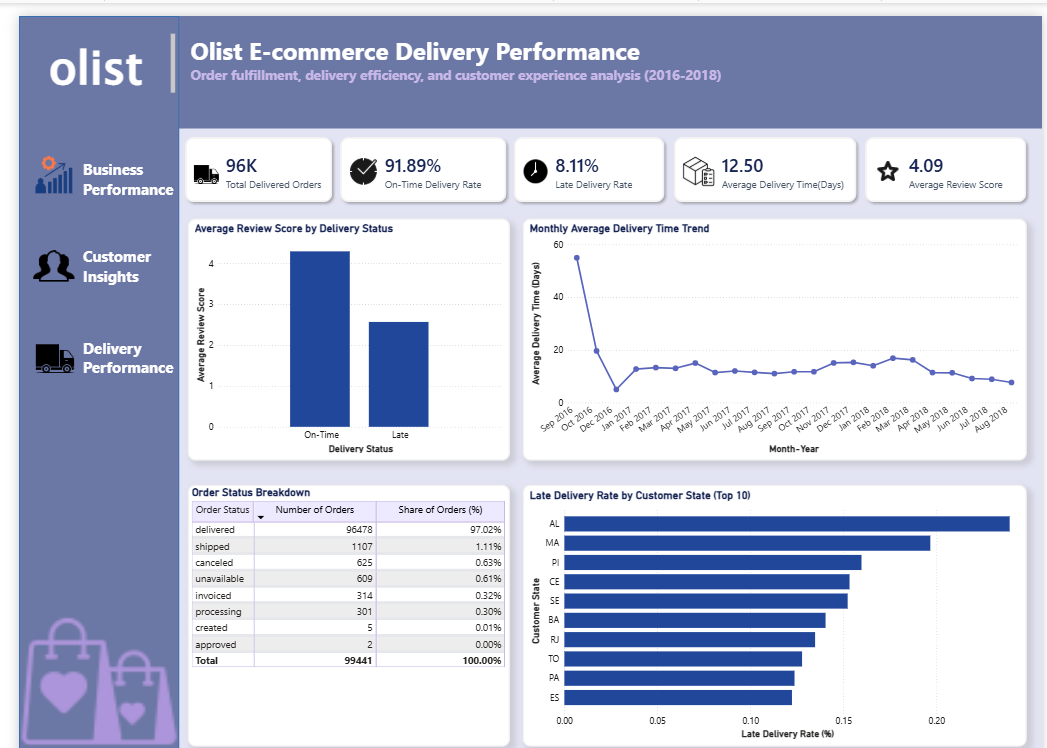 olist
Olist E-commerce Delivery Performance
Order fulfillment, delivery efficiency, and customer experience analysis (2016-2018)
Business
Performance
Customer
Insights
Delivery
Performance
96K
Total Delivered Orders
91.89%
On-Time Delivery Rate
8.11%
Late Delivery Rate
12.50
Average Delivery Time(Days)
4.09
Average Review Score
Average Review Score by Delivery Status
Average Review Score
4
3
2
1
0
On-Time Late
Delivery Status
Monthly Average Delivery Time Trend
Average Delivery Time (Days)
60
40
20
0
Sep 2016 Oct 2016 Dec 2016 Jan 2017 Feb 2017 Mar 2017 Apr 2017 May 2017 Jun 2017 Jul 2017 Aug 2017 Sep 2017 Oct 2017 Nov 2017 Dec 2017 Jan 2018 Feb 2018 Mar 2018 Apr 2018 May 2018 Jun 2018 Jul 2018 Aug 2018
Month-Year
Order Status Breakdown
Order Status Number of Orders Share of Orders (%)
delivered 96478 97.02%
shipped 1107 1.11%
canceled 625 0.63%
unavailable 609 0.61%
invoiced 314 0.32%
processing 301 0.30%
created 5 0.01%
approved 2 0.00%
Total 99441 100.00%
Late Delivery Rate by Customer State (Top 10)
Customer State
AL
MA
PI
CE
SE
BA
RJ
TO
PA
ES
0.00 0.05 0.10 0.15 0.20
Late Delivery Rate (%)